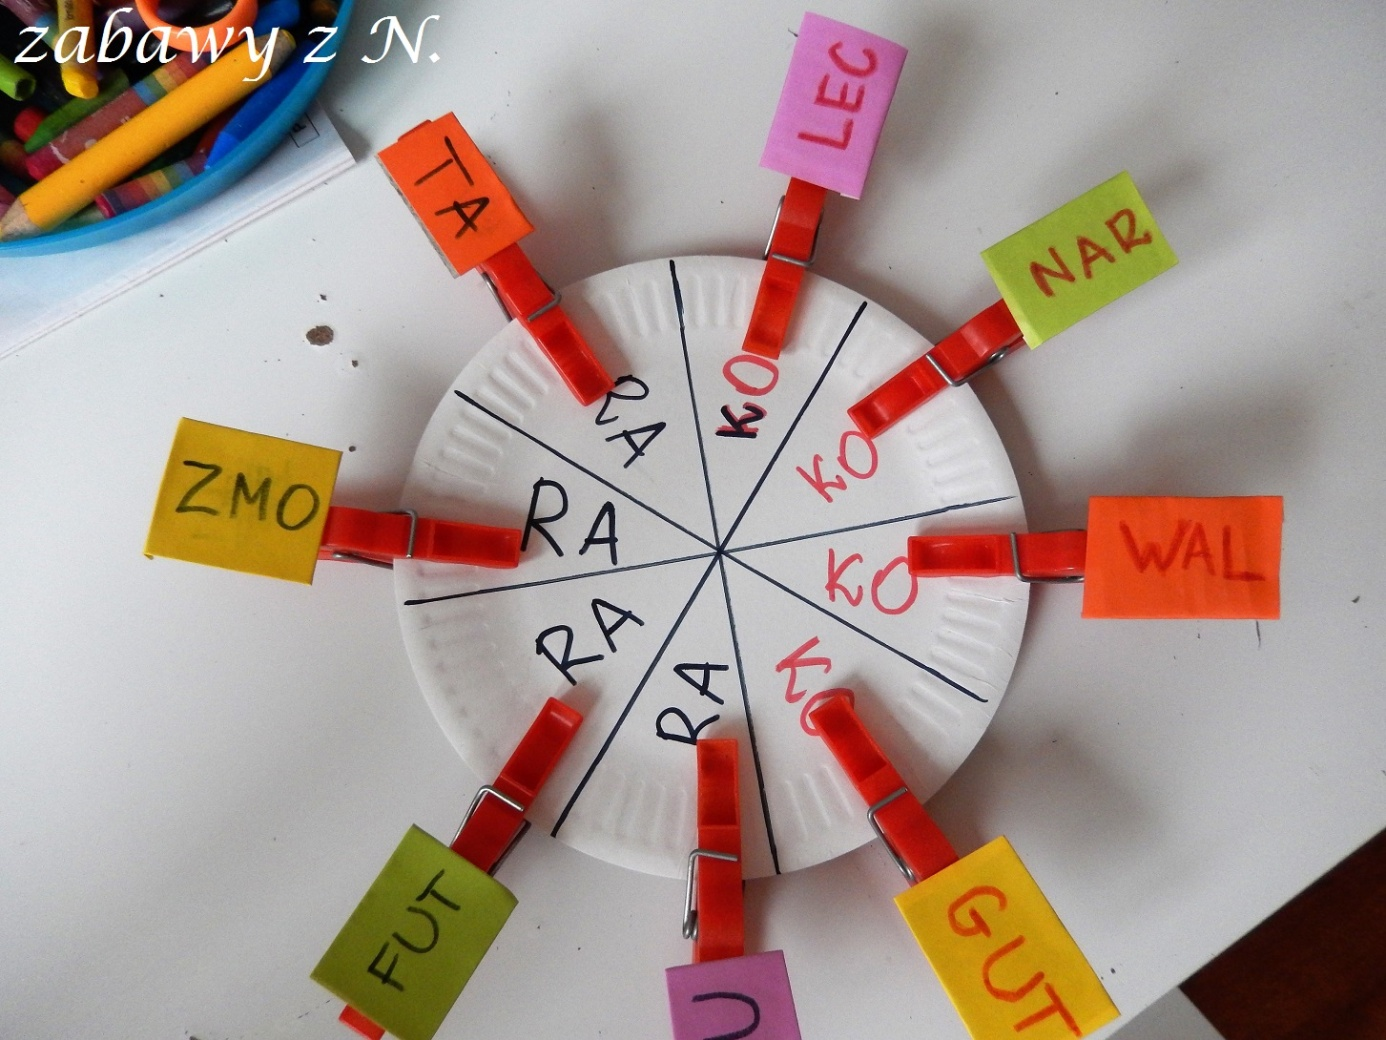 zabawy z N.
LEC
KO
NAR
KO
WAL
KO
GUT
KO
U
RA
FUT
RA
ZMO
RA
TA
RA